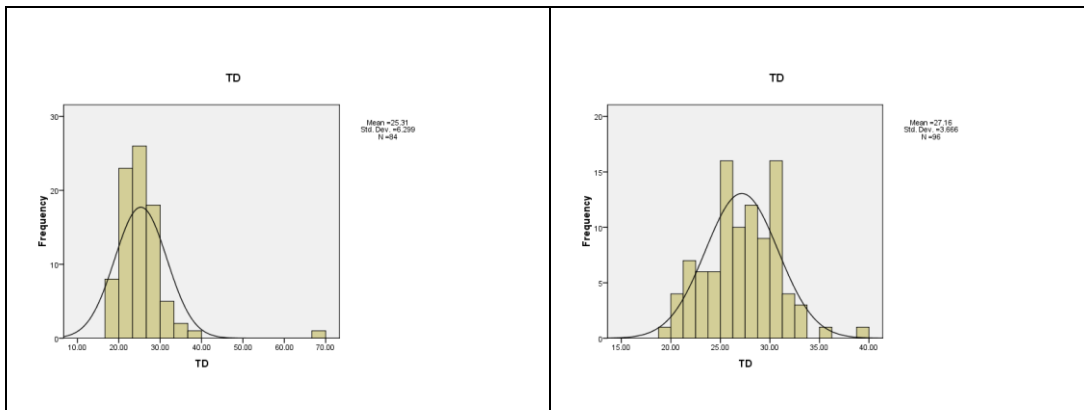 TD
Mean =25,31
Std. Dev. =6,299
N =84
30
20
10
0
Frequency
10.00 20.00 30.00 40.00 50.00 60.00 70.00
TD
TD
Mean =27,16
Std. Dev. =3,666
N =96
20
15
10
5
0
Frequency
15.00 20.00 25.00 30.00 35.00 40.00
TD